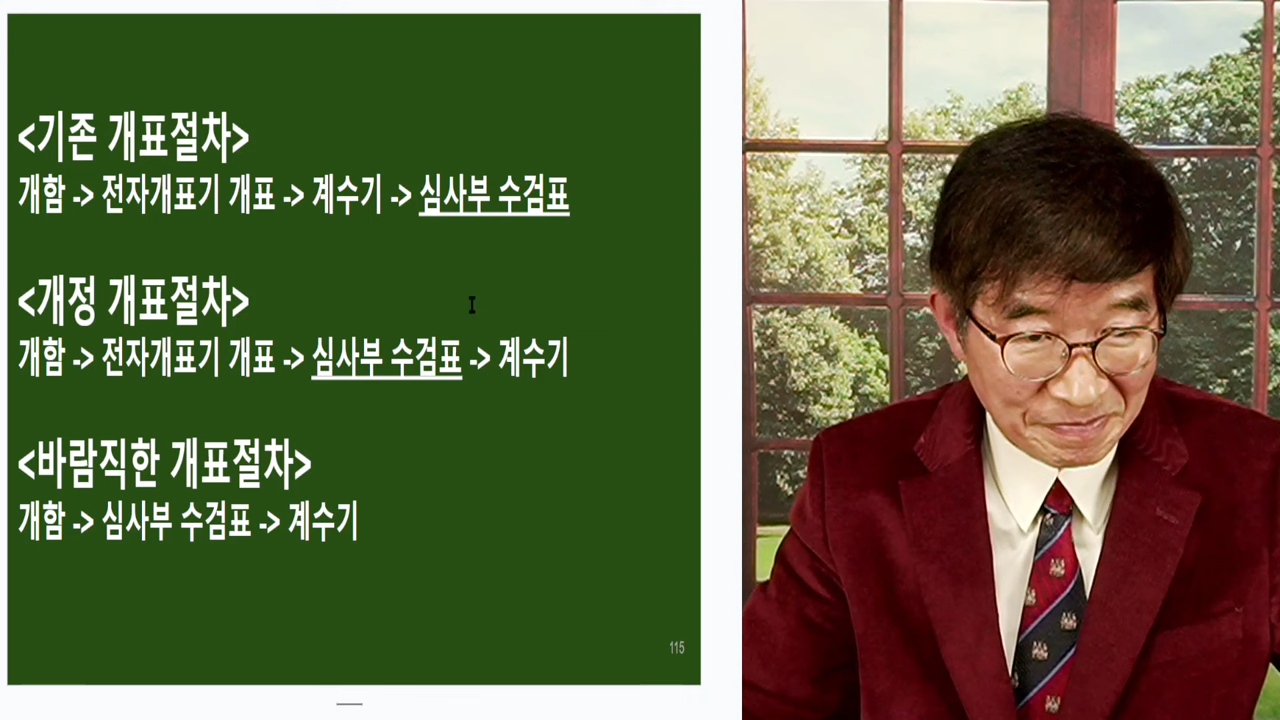 <기존 개표절차>
개함 -> 전자개표기 개표 -> 계수기 -> 심사부 수검표
<개정 개표절차>
개함 -> 전자개표기 개표 -> 심사부 수검표 -> 계수기
<바람직한 개표절차>
개함 -> 심사부 수검표 -> 계수기
115